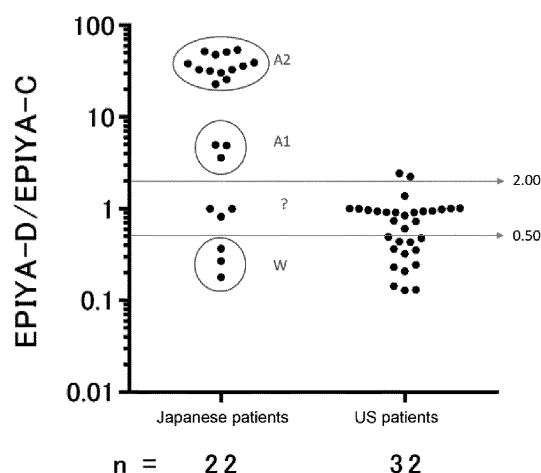 EPIYA-D/EPIYA-C
100
10
1
0.1
0.01
A2
A1
?
W
2.00
0.50
Japanese patients US patients
n = 22 32